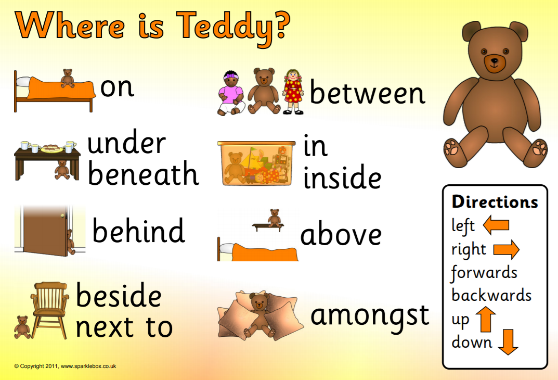 Where is Teddy?
on
between
under
beneath
in
inside
behind
above
beside
next to
amongst
Directions
left
right
forwards
backwards
up
down
© Copyright 2011, www.sparklebox.co.uk